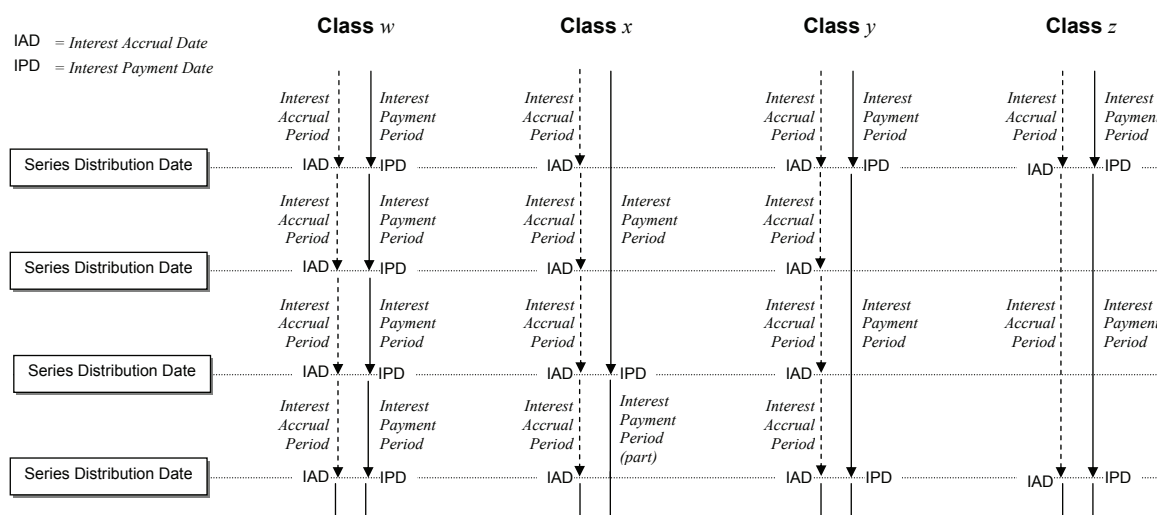 Class w
Class x
Class y
Class z
IAD = Interest Accrual Date
IPD = Interest Payment Date
Interest Accrual Period
Interest Payment Period
Interest Accrual Period
Interest Accrual Period
Interest Payment Period
Interest Accrual Period
Interest Payment Period
Series Distribution Date
IAD
IPD
IAD
IAD
IPD
IAD
IPD
Interest Accrual Period
Interest Payment Period
Interest Accrual Period
Interest Payment Period
Interest Accrual Period
Series Distribution Date
IAD
IPD
IAD
IAD
Interest Accrual Period
Interest Payment Period
Interest Accrual Period
Interest Accrual Period
Interest Payment Period
Interest Accrual Period
Interest Payment Period
Series Distribution Date
IAD
IPD
IAD
IPD
IAD
Interest Accrual Period
Interest Payment Period
Interest Accrual Period
Interest Payment Period (part)
Interest Accrual Period
Series Distribution Date
IAD
IPD
IAD
IAD
IPD
IAD
IPD